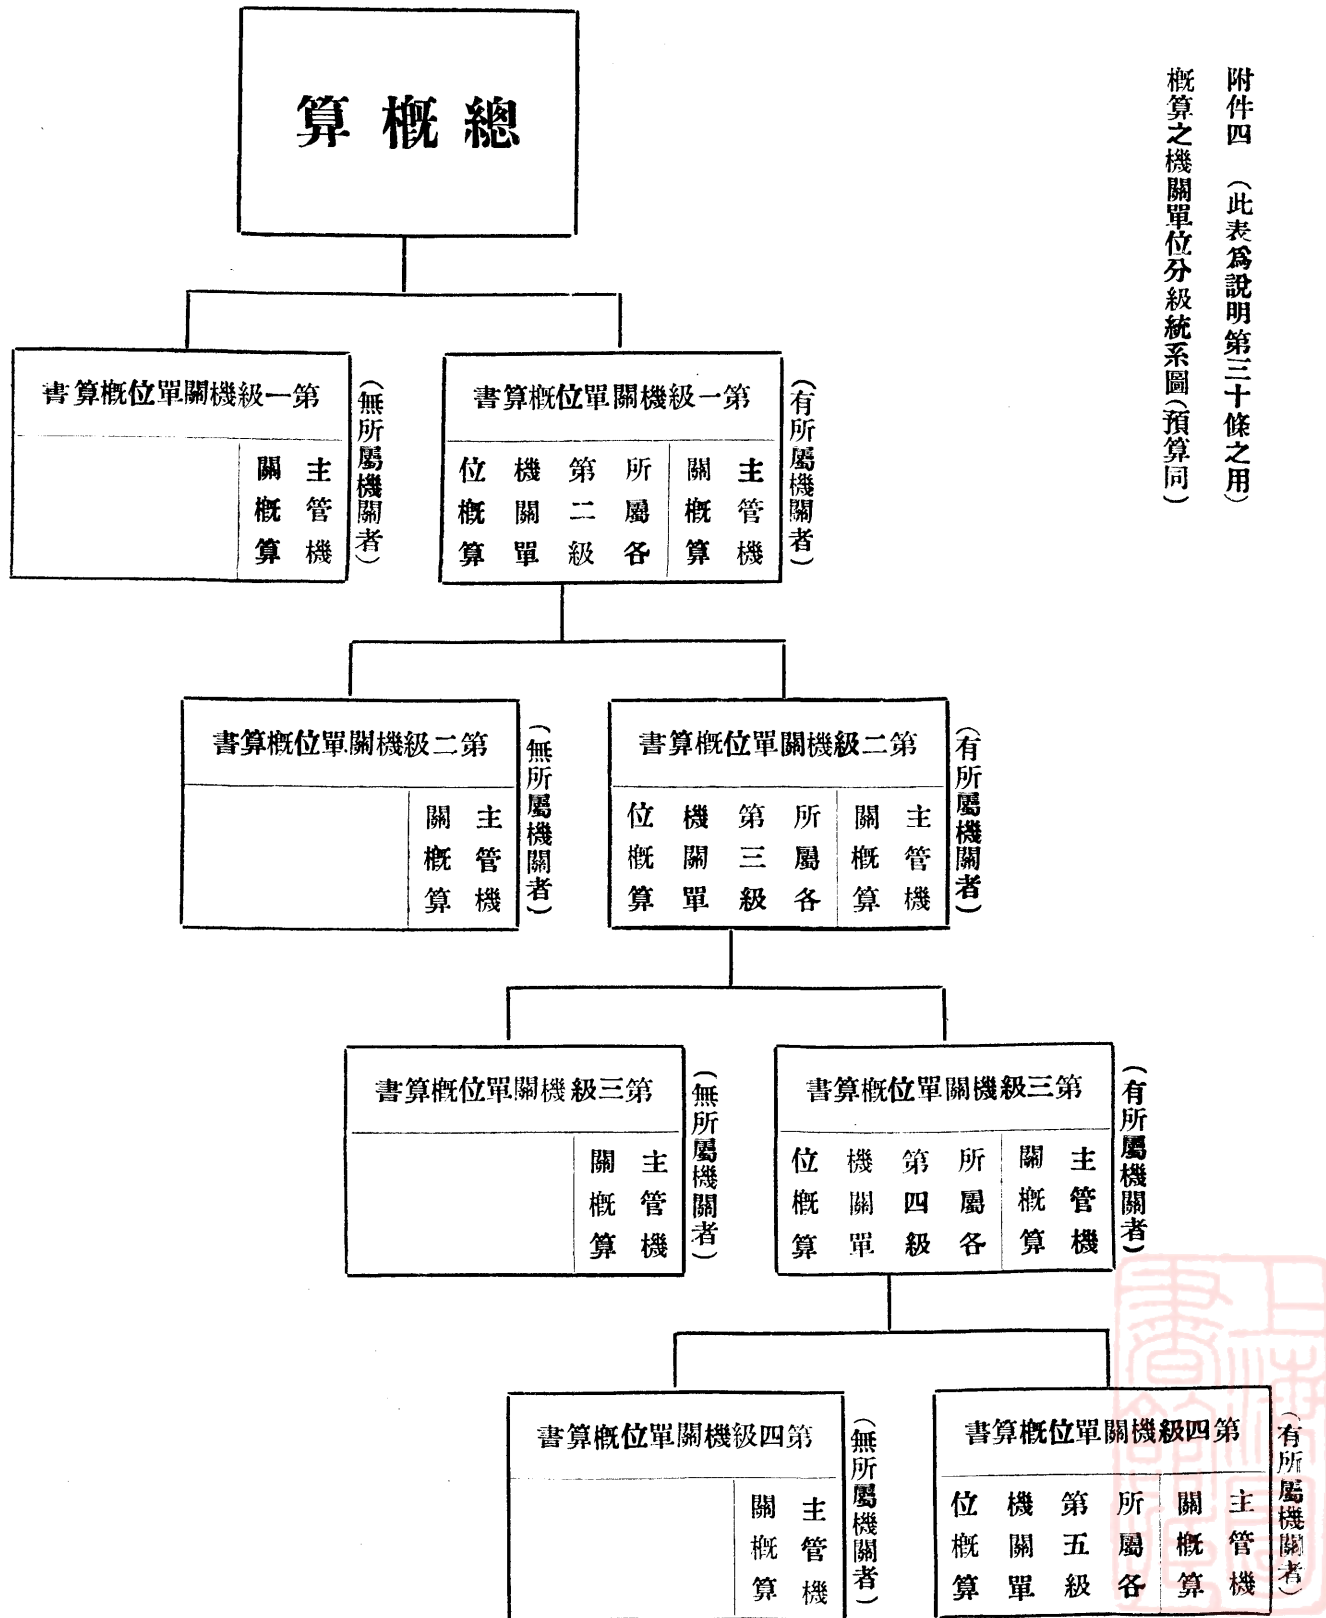 附件四　（此表爲說明第三十條之用）
概算之機關單位分級統系圖（預算同）
總概算
（有所屬機關者）
第一級機關單位概算書
主管機
關概算
所屬各
第二級
機關單
位概算
（無所屬機關者）
第一級機關單位概算書
主管機
關概算
（有所屬機關者）
第二級機關單位概算書
主管機
關概算
所屬各
第三級
機關單
位概算
（無所屬機關者）
第二級機關單位概算書
主管機
關概算
（有所屬機關者）
第三級機關單位概算書
主管機
關概算
所屬各
第四級
機關單
位概算
（無所屬機關者）
第三級機關單位概算書
主管機
關概算
（有所屬機關者）
第四級機關單位概算書
主管機
關概算
所屬各
第五級
機關單
位概算
（無所屬機關者）
第四級機關單位概算書
主管機
關概算